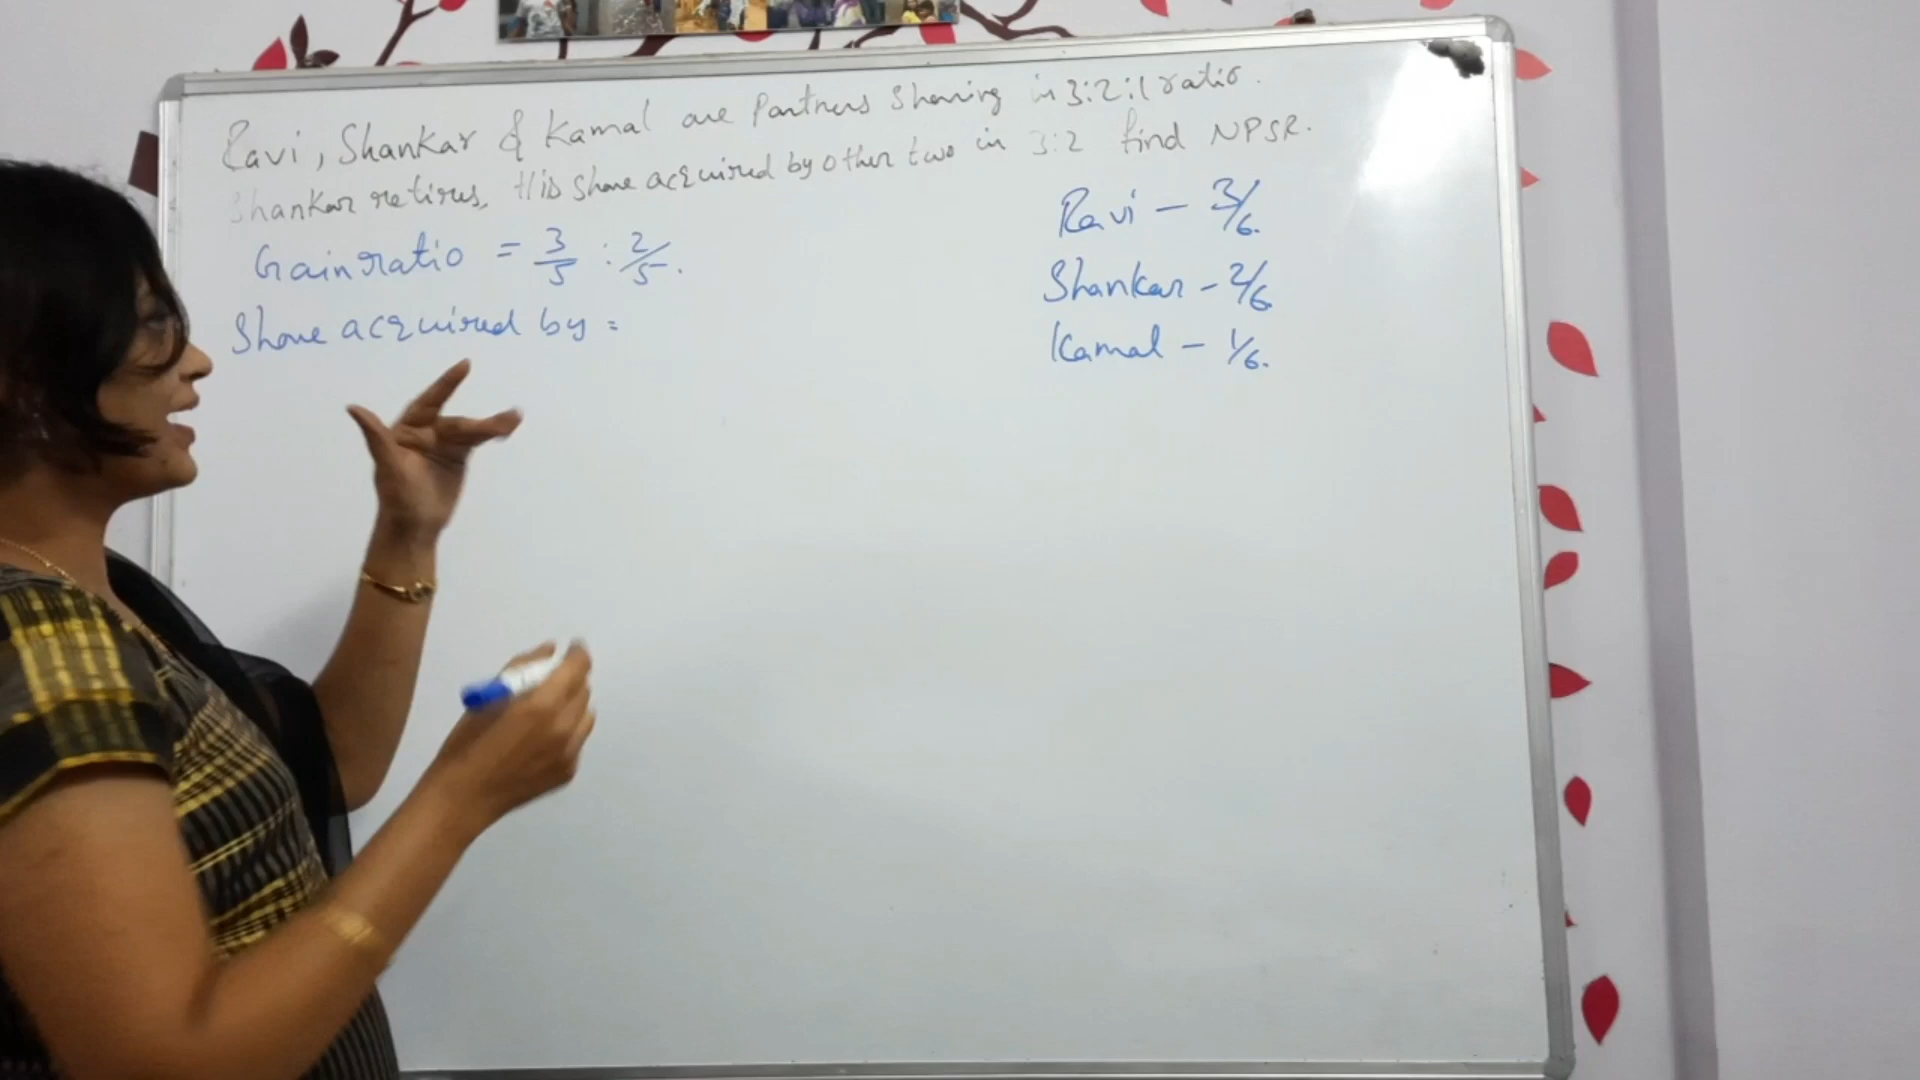 Ravi, Shankar & Kamal are Partners Sharing in 3:2:1 ratio.
Shankar retires, His share acquired by other two in 3:2 find NPSR.
Gain ratio = 3/5 : 2/5.
Share acquired by =
Ravi - 3/6.
Shankar - 2/6
Kamal - 1/6.